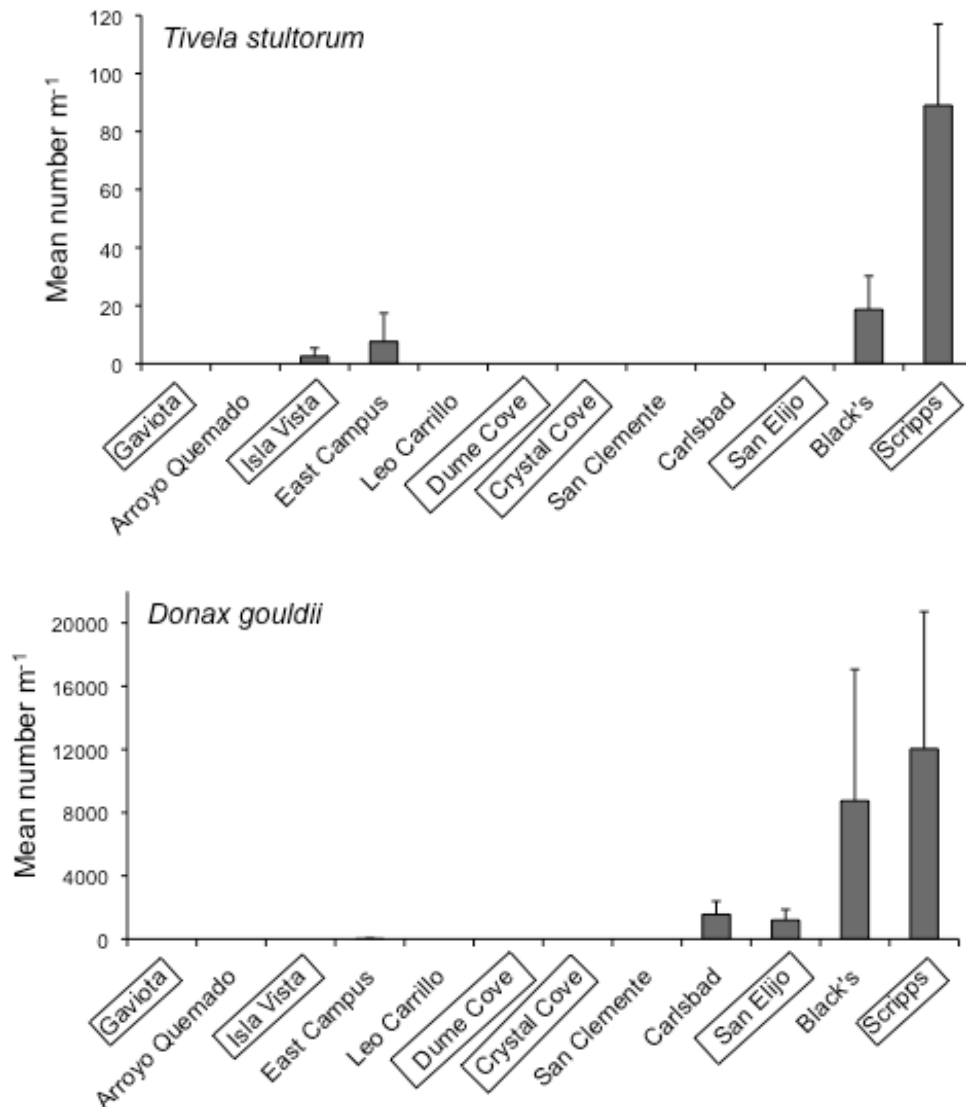 Tivela stultorum
Mean number m-1
120
100
80
60
40
20
0
Gaviota
Arroyo Quemado
Isla Vista
East Campus
Leo Carrillo
Dume Cove
Crystal Cove
San Clemente
Carlsbad
San Elijo
Black's
Scripps
Donax gouldii
Mean number m-1
20000
16000
12000
8000
4000
0
Gaviota
Arroyo Quemado
Isla Vista
East Campus
Leo Carrillo
Dume Cove
Crystal Cove
San Clemente
Carlsbad
San Elijo
Black's
Scripps